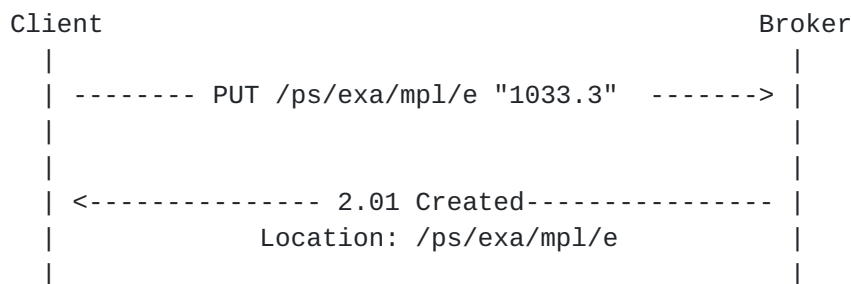 Client Broker
| |
| -------- PUT /ps/exa/mpl/e "1033.3" -------> |
| |
| |
| <--------------- 2.01 Created---------------- |
| Location: /ps/exa/mpl/e |
| |